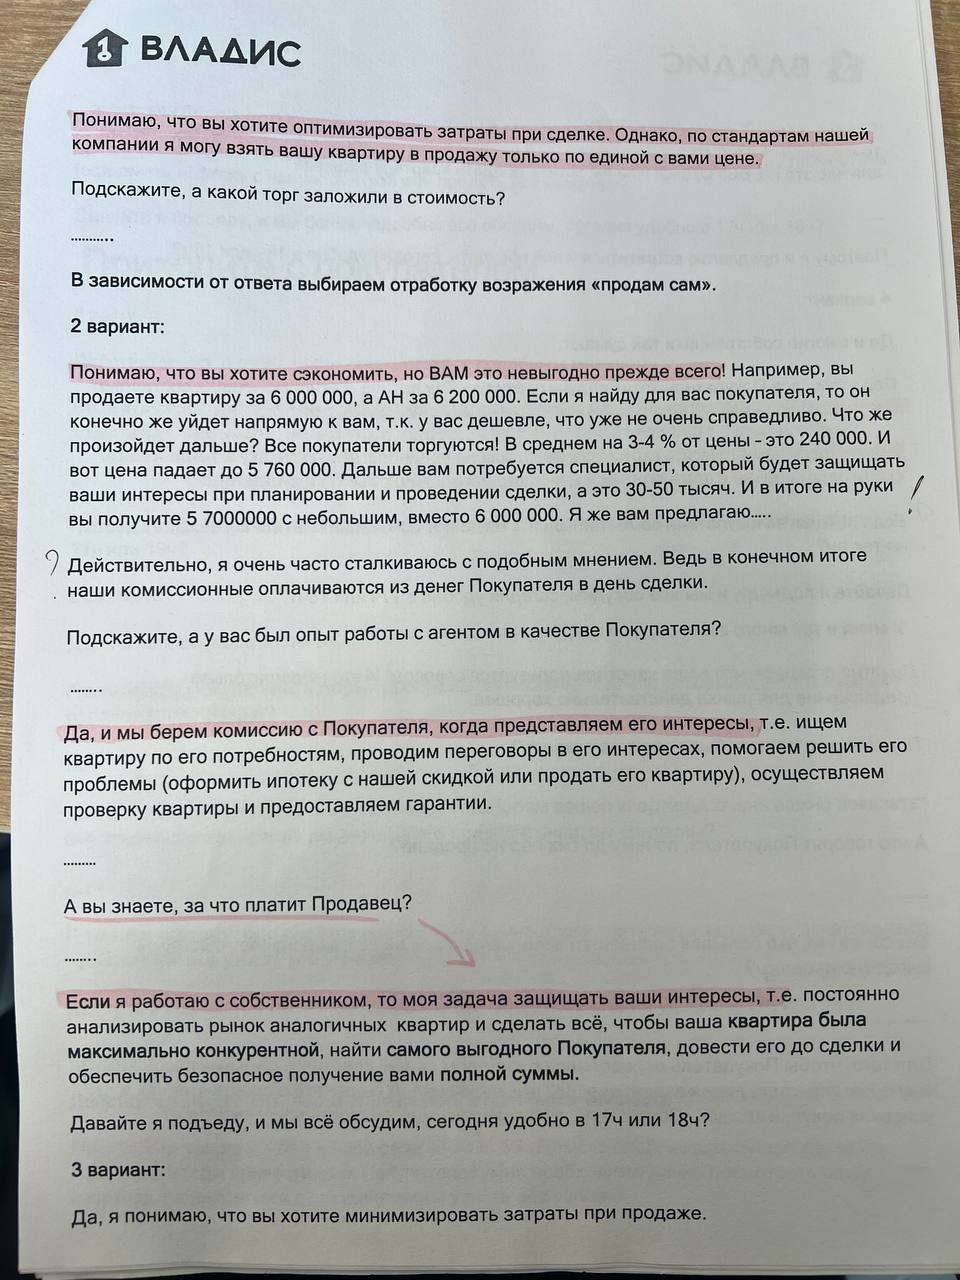 ВЛАДИС
Понимаю, что вы хотите оптимизировать затраты при сделке. Однако, по стандартам нашей
компании я могу взять вашу квартиру в продажу только по единой с вами цене.
Подскажите, а какой торг заложили в стоимость?
...........
В зависимости от ответа выбираем отработку возражения «продам сам».
2 вариант:
Понимаю, что вы хотите сэкономить, но ВАМ это невыгодно прежде всего! Например, вы
продаете квартиру за 6 000 000, а АН за 6 200 000. Если я найду для вас покупателя, то он
конечно же уйдет напрямую к вам, т.к. у вас дешевле, что уже не очень справедливо. Что же
произойдет дальше? Все покупатели торгуются! В среднем на 3-4 % от цены - это 240 000. И
вот цена падает до 5 760 000. Дальше вам потребуется специалист, который будет защищать
ваши интересы при планировании и проведении сделки, а это 30-50 тысяч. И в итоге на руки
вы получите 5 7000000 с небольшим, вместо 6 000 000. Я же вам предлагаю…..
? Действительно, я очень часто сталкиваюсь с подобным мнением. Ведь в конечном итоге
наши комиссионные оплачиваются из денег Покупателя в день сделки.
Подскажите, а у вас был опыт работы с агентом в качестве Покупателя?
........
Да, и мы берем комиссию с Покупателя, когда представляем его интересы, т.е. ищем
квартиру по его потребностям, проводим переговоры в его интересах, помогаем решить его
проблемы (оформить ипотеку с нашей скидкой или продать его квартиру), осуществляем
проверку квартиры и предоставляем гарантии.
.........
А вы знаете, за что платит Продавец?
........
Если я работаю с собственником, то моя задача защищать ваши интересы, т.е. постоянно
анализировать рынок аналогичных квартир и сделать всё, чтобы ваша квартира была
максимально конкурентной, найти самого выгодного Покупателя, довести его до сделки и
обеспечить безопасное получение вами полной суммы.
Давайте я подъеду, и мы всё обсудим, сегодня удобно в 17ч или 18ч?
3 вариант:
Да, я понимаю, что вы хотите минимизировать затраты при продаже.